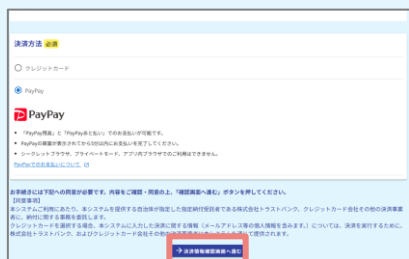 決済方法 必須
クレジットカード
PayPay
PayPay
• 「PayPay残高」と「PayPayあと払い」でのお支払いが可能です。
• PayPayの画面が表示されてから5分以内にお支払いを完了してください。
• シークレットブラウザ、プライベートモード、アプリ内ブラウザでのご利用はできません。
PayPayでのお支払いについて
お手続きには下記への同意が必要です。内容をご確認・同意の上、「確認画面へ進む」ボタンを押してください。
【同意事項】
本システムご利用にあたり、本システムを提供する自治体が指定した指定納付受託者である株式会社トラストバンク、クレジットカード会社その他の決済事業
者に、納付に関する事務を委託します。
クレジットカードを選択する場合、本システムに入力した決済に関する情報（メールアドレス等の個人情報を含みます。）については、決済を実行するために、
株式会社トラストバンク、およびクレジットカード会社その他の決済事業者に 提供されます。
→ 決済情報確認画面へ進む